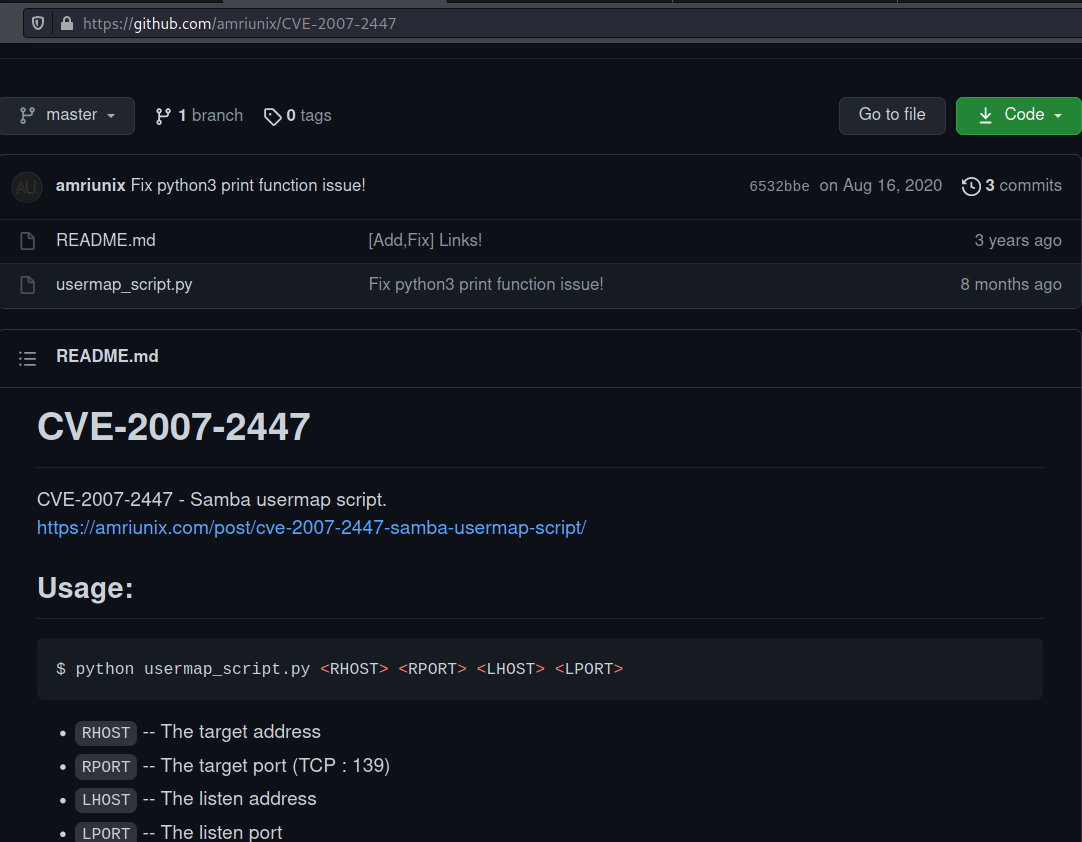 https://github.com/amriunix/CVE-2007-2447
master 1 branch 0 tags Go to file Code
AU amriunix Fix python3 print function issue! 6532bbe on Aug 16, 2020 3 commits
README.md [Add,Fix] Links! 3 years ago
usermap_script.py Fix python3 print function issue! 8 months ago
README.md
CVE-2007-2447
CVE-2007-2447 - Samba usermap script.
https://amriunix.com/post/cve-2007-2447-samba-usermap-script/
Usage:
$ python usermap_script.py <RHOST> <RPORT> <LHOST> <LPORT>
• RHOST -- The target address
• RPORT -- The target port (TCP : 139)
• LHOST -- The listen address
• LPORT -- The listen port